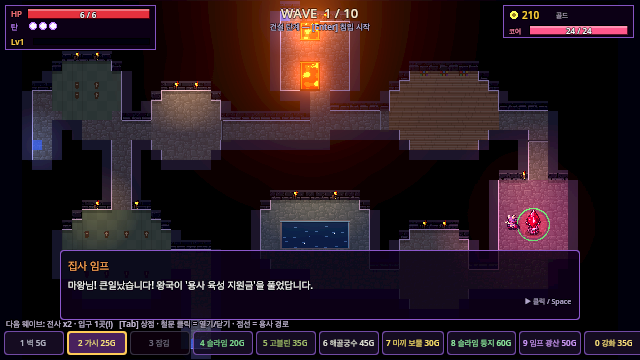 HP 6 / 6
탄
Lv1
WAVE 1 / 10
210 골드
코어 24 / 24
집사 임프
마왕님! 큰일났습니다! 왕국이 '용사 육성 지원금'을 풀었답니다.
▶ 클릭 / Space
다음 웨이브: 전사 x2 · 입구 1곳(!) [Tab] 상점 · 철문 클릭 = 열기/닫기 · 점선 = 용사 경로
1 벽 5G
2 가시 25G
3 잠김
4 슬라임 20G
5 고블린 35G
6 해골궁수 45G
7 미끼 보물 30G
8 슬라임 둥지 60G
9 임프 광산 50G
0 강화 35G